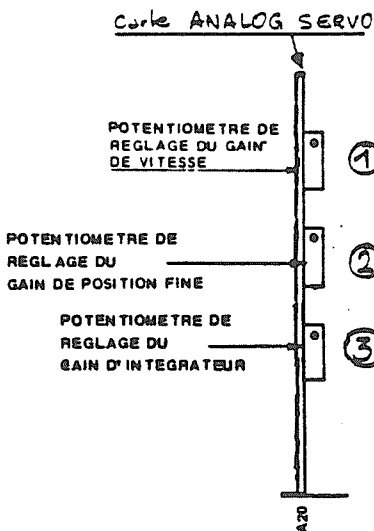 Carte ANALOG SERVO
POTENTIOMETRE DE
REGLAGE DU GAIN
DE VITESSE
1
POTENTIOMETRE DE
REGLAGE DU
GAIN DE POSITION FINE
2
POTENTIOMETRE DE
REGLAGE DU
GAIN D'INTEGRATEUR
3
A20